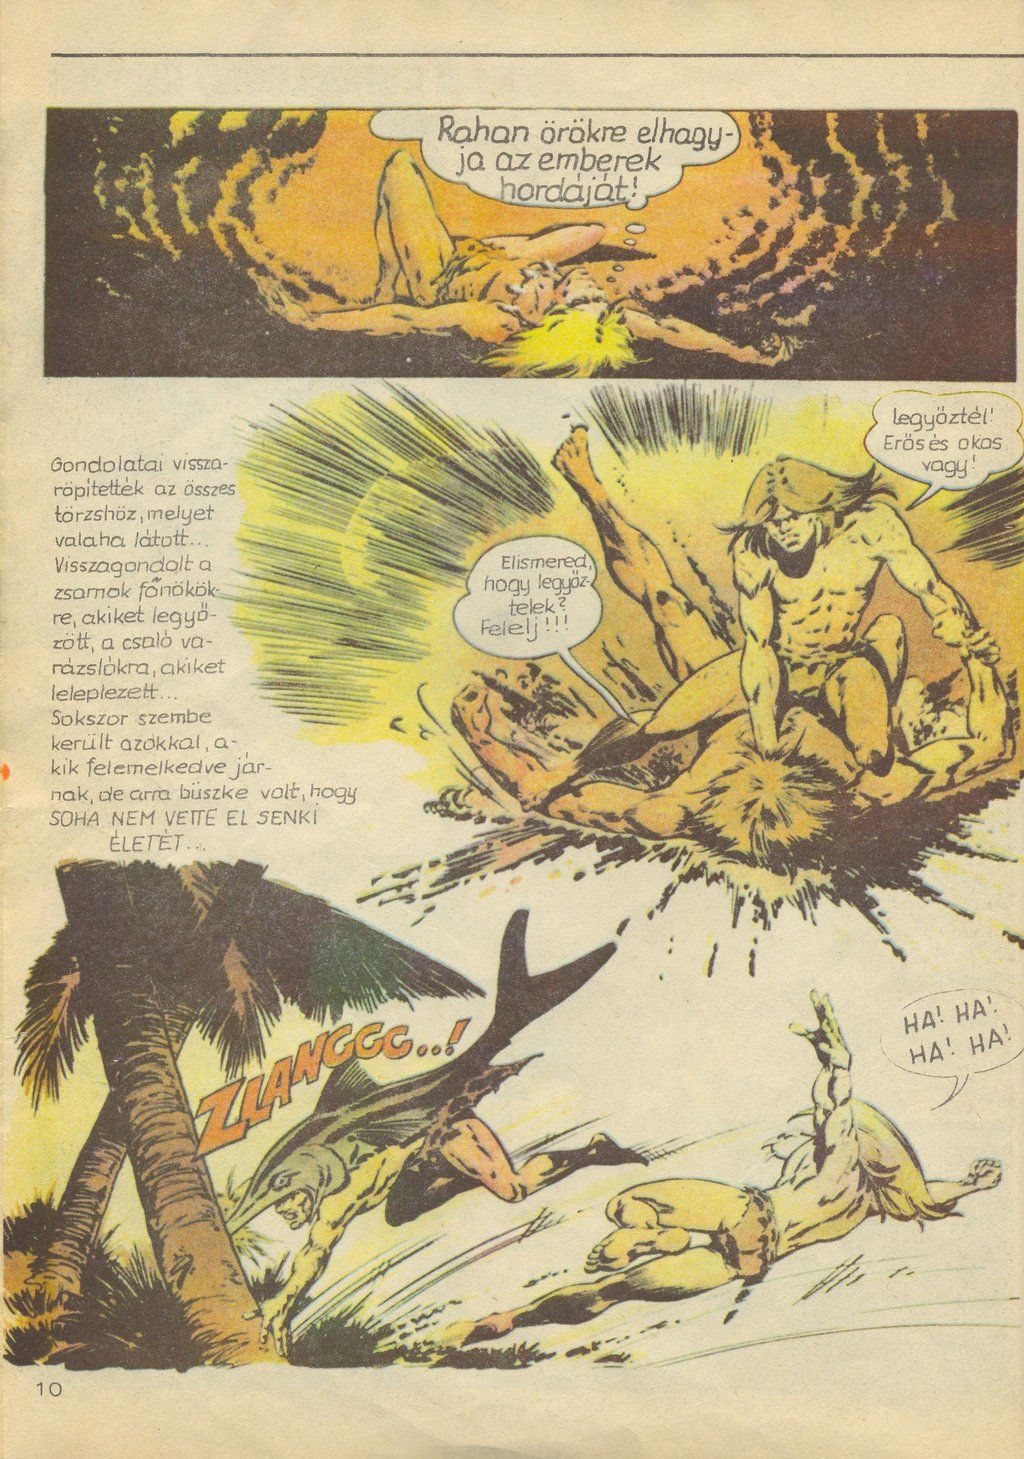 Rahan örökre elhagy-
ja az emberek
hordáját!
Gondolatai vissza-
röpítették az összes
törzshöz, melyet
valaha látott...
Visszagondolt a
zsarnok főnökök-
re, akiket legyő-
zött, a csaló va-
rázslókra, akiket
leleplezett...
Sokszor szembe
került azokkal, a-
kik felemelkedve jár-
nak, de arra büszke volt, hogy
SOHA NEM VETTE EL SENKI
ÉLETÉT...
Elismered,
hogy legyőz-
telek?
Felelj!!!
legyőztél!
Erős és okos
vagy!
ZLANGGG..!
HA! HA!
HA! HA!
10